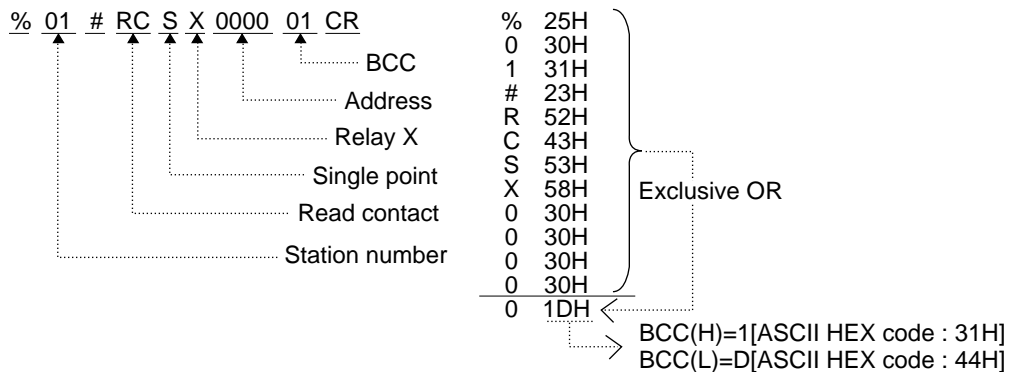 % 01 # RC S X 0000 01 CR
BCC
Address
Relay X
Single point
Read contact
Station number
% 25H
0 30H
1 31H
# 23H
R 52H
C 43H
S 53H
X 58H
0 30H
0 30H
0 30H
0 30H
0 1DH
Exclusive OR
BCC(H)=1[ASCII HEX code : 31H]
BCC(L)=D[ASCII HEX code : 44H]